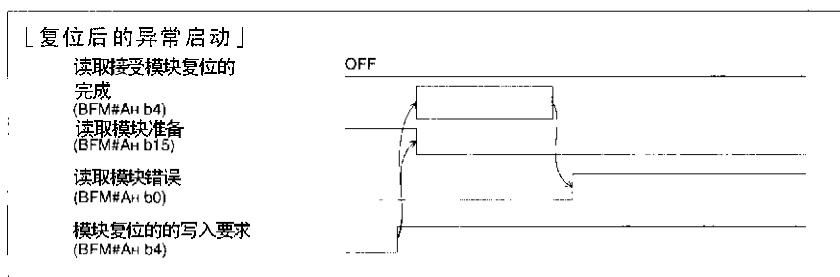 「复位后的异常启动」
读取接受模块复位的
完成
(BFM#AH b4)
OFF
读取模块准备
(BFM#AH b15)
读取模块错误
(BFM#AH b0)
模块复位的的写入要求
(BFM#AH b4)